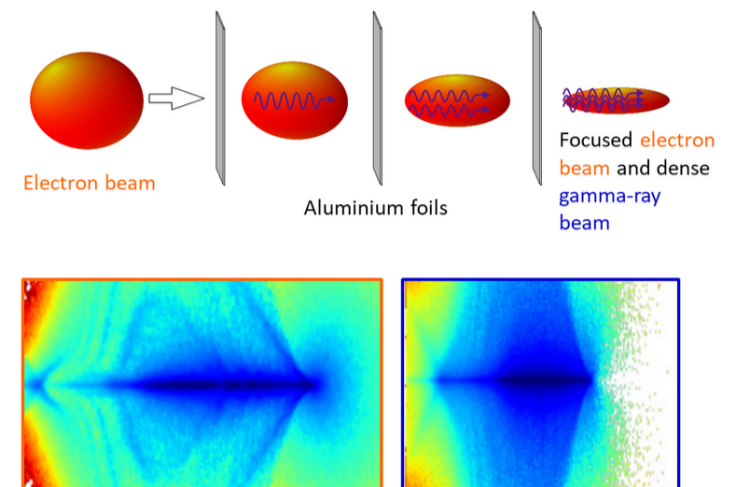 Electron beam
Aluminium foils
Focused electron
beam and dense
gamma-ray
beam